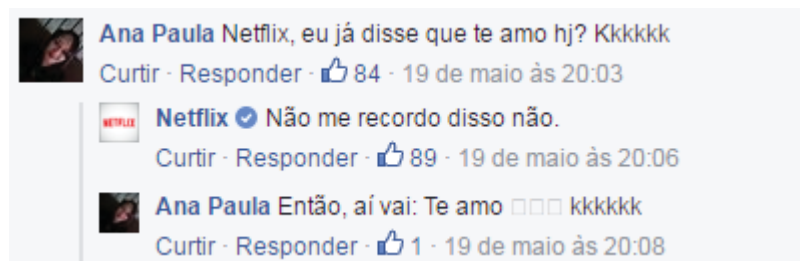 Ana Paula Netflix, eu já disse que te amo hj? Kkkkkk
Curtir · Responder · 84 · 19 de maio às 20:03
NETFLIX
Netflix Não me recordo disso não.
Curtir · Responder · 89 · 19 de maio às 20:06
Ana Paula Então, aí vai: Te amo □□□ kkkkkk
Curtir · Responder · 1 · 19 de maio às 20:08